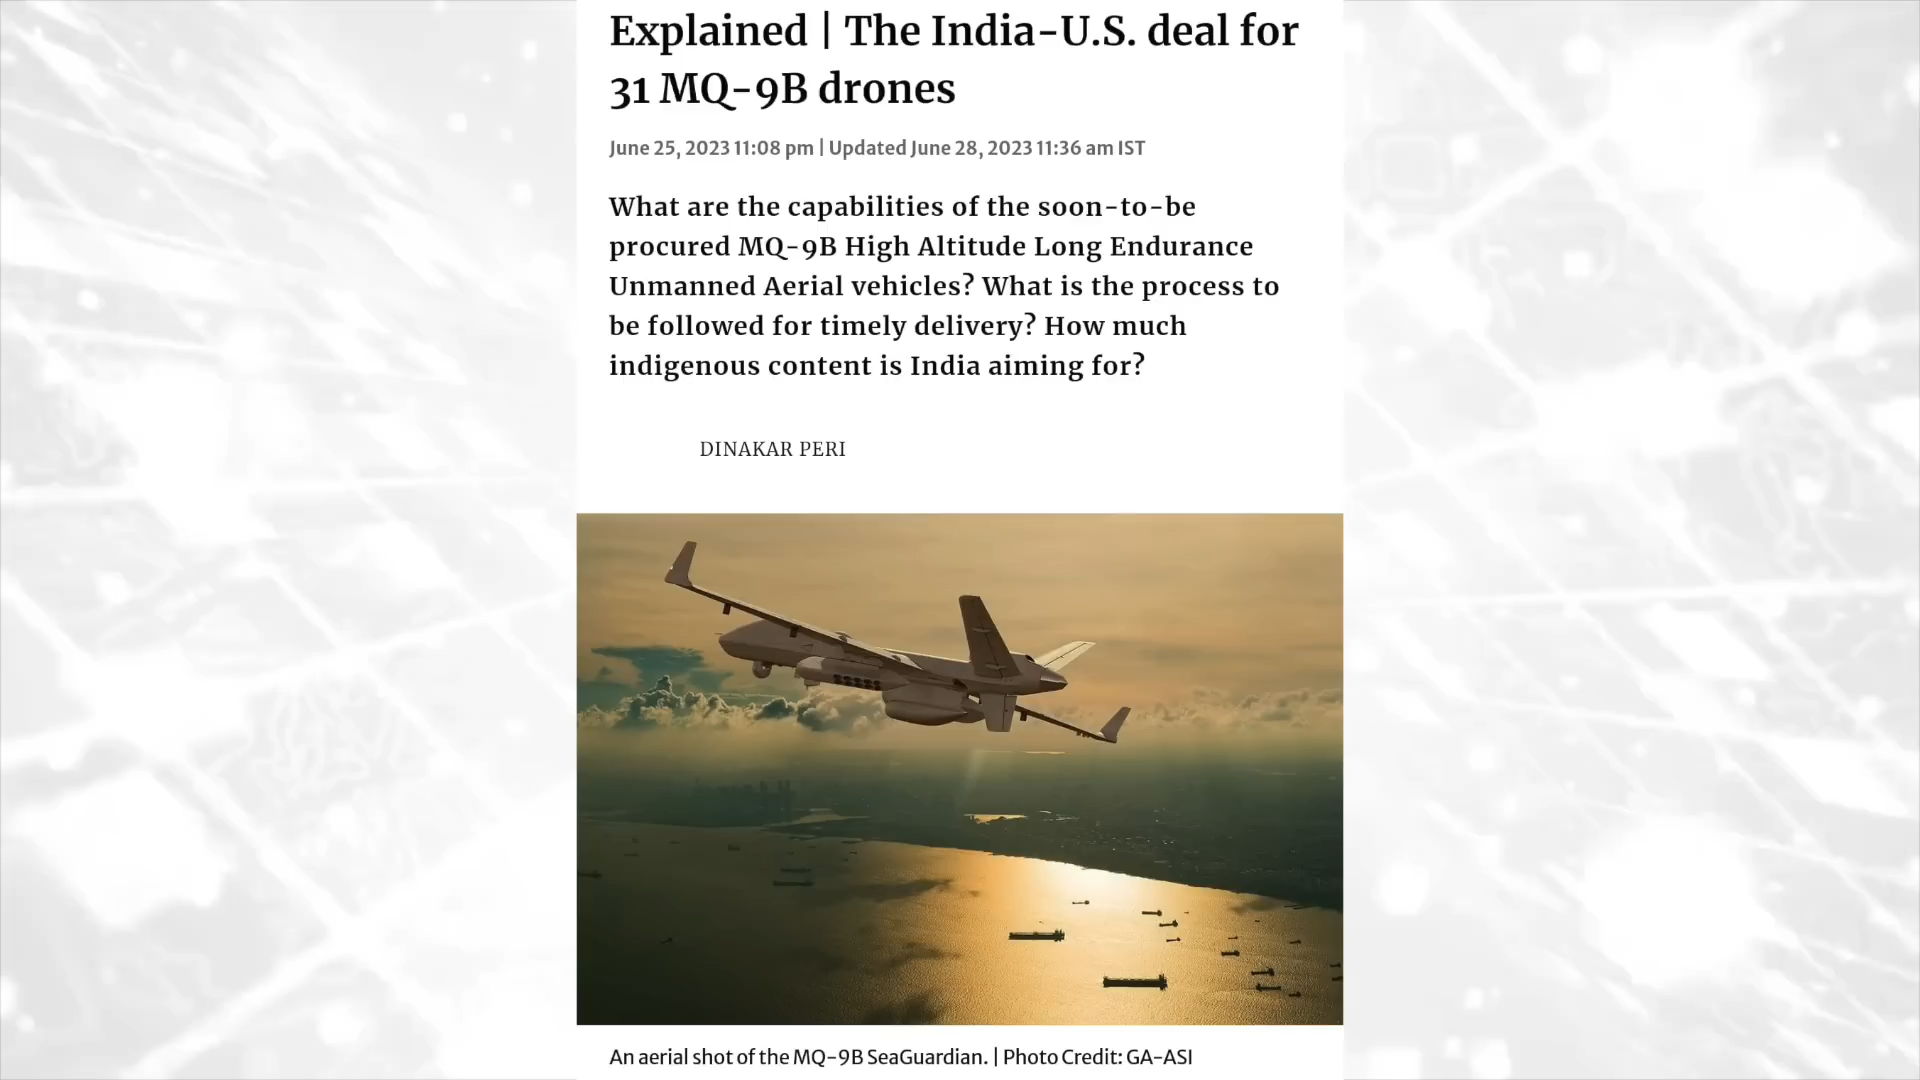 Explained | The India-U.S. deal for
31 MQ-9B drones
June 25, 2023 11:08 pm | Updated June 28, 2023 11:36 am IST
What are the capabilities of the soon-to-be
procured MQ-9B High Altitude Long Endurance
Unmanned Aerial vehicles? What is the process to
be followed for timely delivery? How much
indigenous content is India aiming for?
DINAKAR PERI
An aerial shot of the MQ-9B SeaGuardian. | Photo Credit: GA-ASI